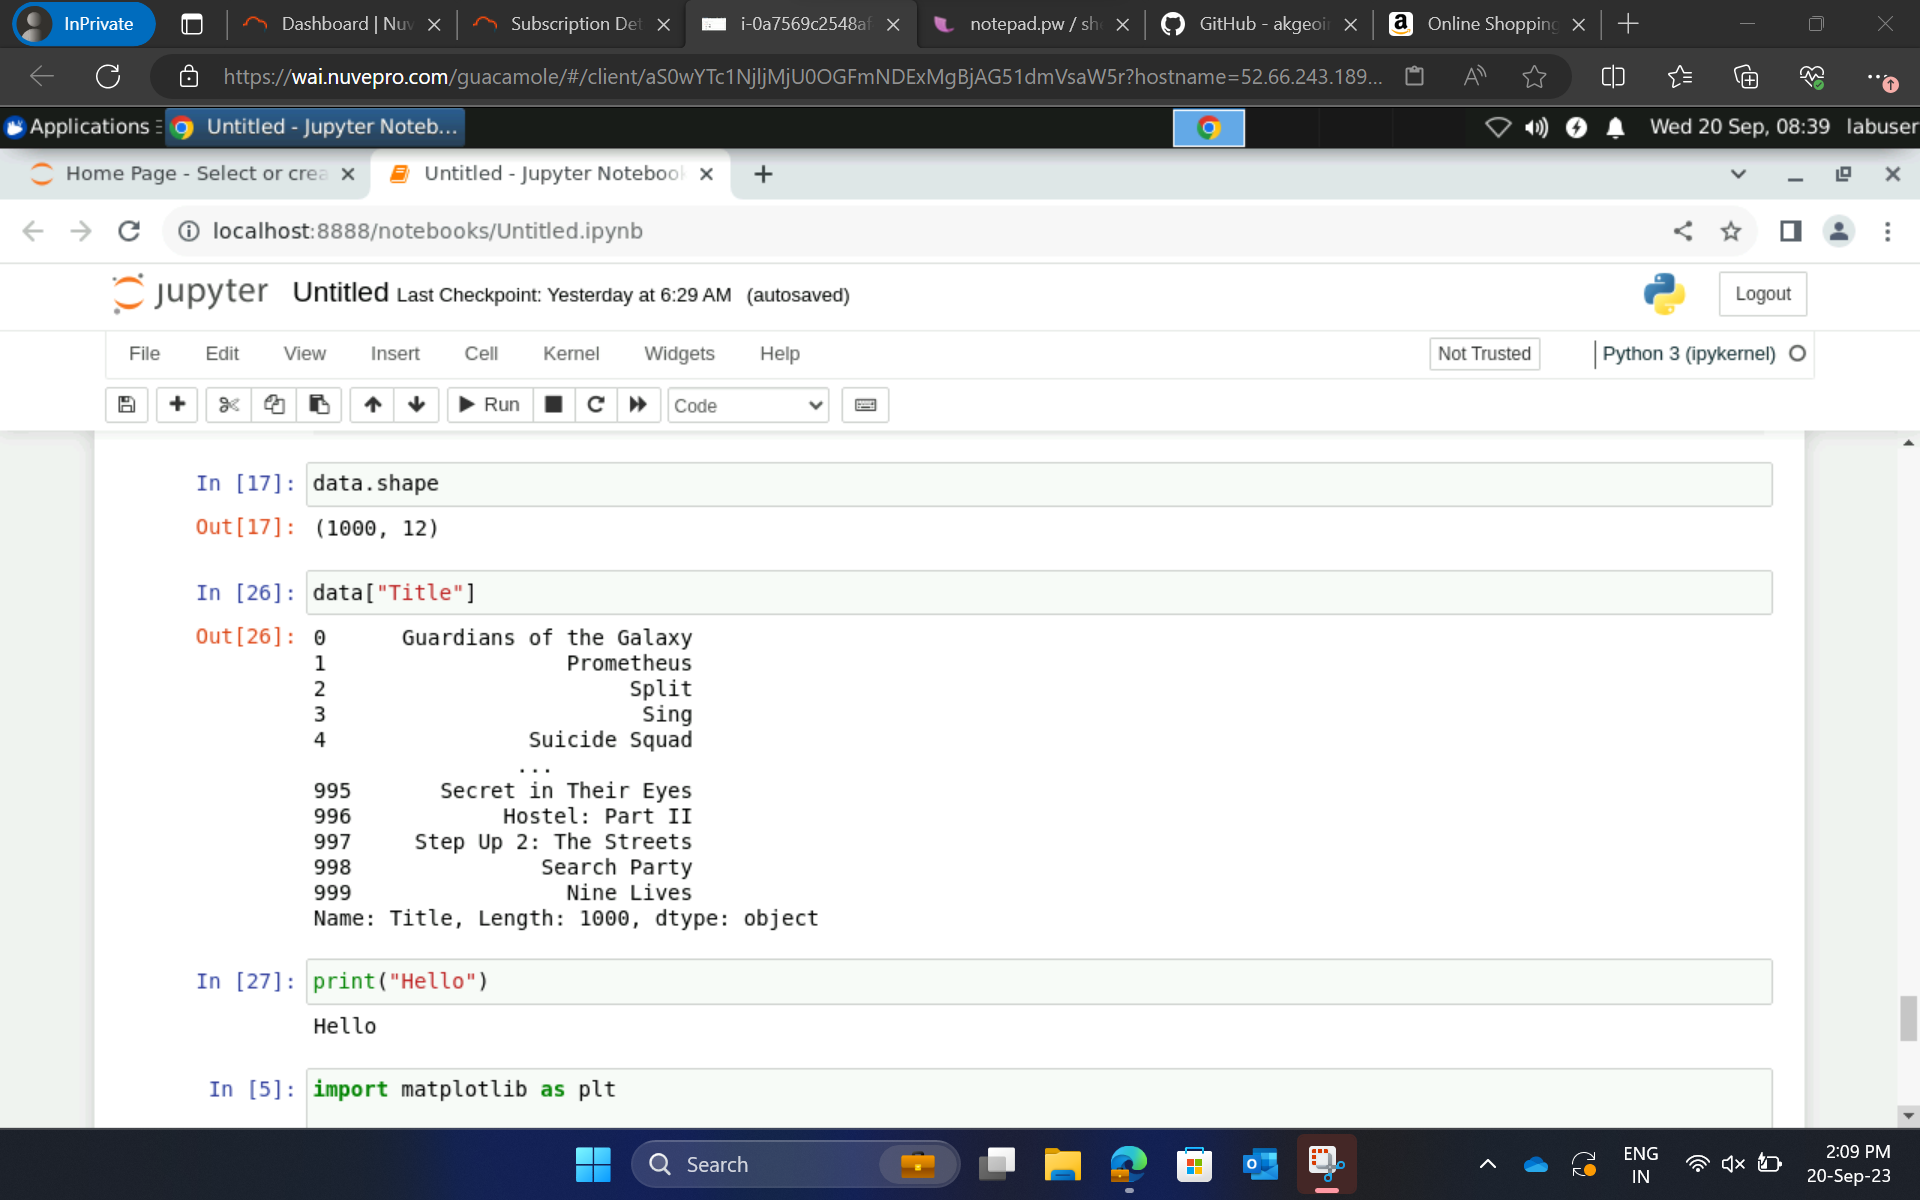 InPrivate
Dashboard | Nuv
Subscription Det
i-0a7569c2548af
notepad.pw / sh
GitHub - akgeoi
Online Shopping
https://wai.nuvepro.com/guacamole/#/client/aS0wYTc1NjljMjU0OGFmNDExMgBjAG51dmVsaW5r?hostname=52.66.243.189...
Applications
Untitled - Jupyter Noteb...
Wed 20 Sep, 08:39 labuser
Home Page - Select or crea
Untitled - Jupyter Notebook
localhost:8888/notebooks/Untitled.ipynb
jupyter Untitled Last Checkpoint: Yesterday at 6:29 AM (autosaved)
Logout
File Edit View Insert Cell Kernel Widgets Help
Not Trusted
Python 3 (ipykernel)
Run
Code
In [17]: data.shape
Out[17]: (1000, 12)
In [26]: data["Title"]
Out[26]: 0 Guardians of the Galaxy
1 Prometheus
2 Split
3 Sing
4 Suicide Squad
...
995 Secret in Their Eyes
996 Hostel: Part II
997 Step Up 2: The Streets
998 Search Party
999 Nine Lives
Name: Title, Length: 1000, dtype: object
In [27]: print("Hello")
Hello
In [5]: import matplotlib as plt
Search
ENG
IN
2:09 PM
20-Sep-23